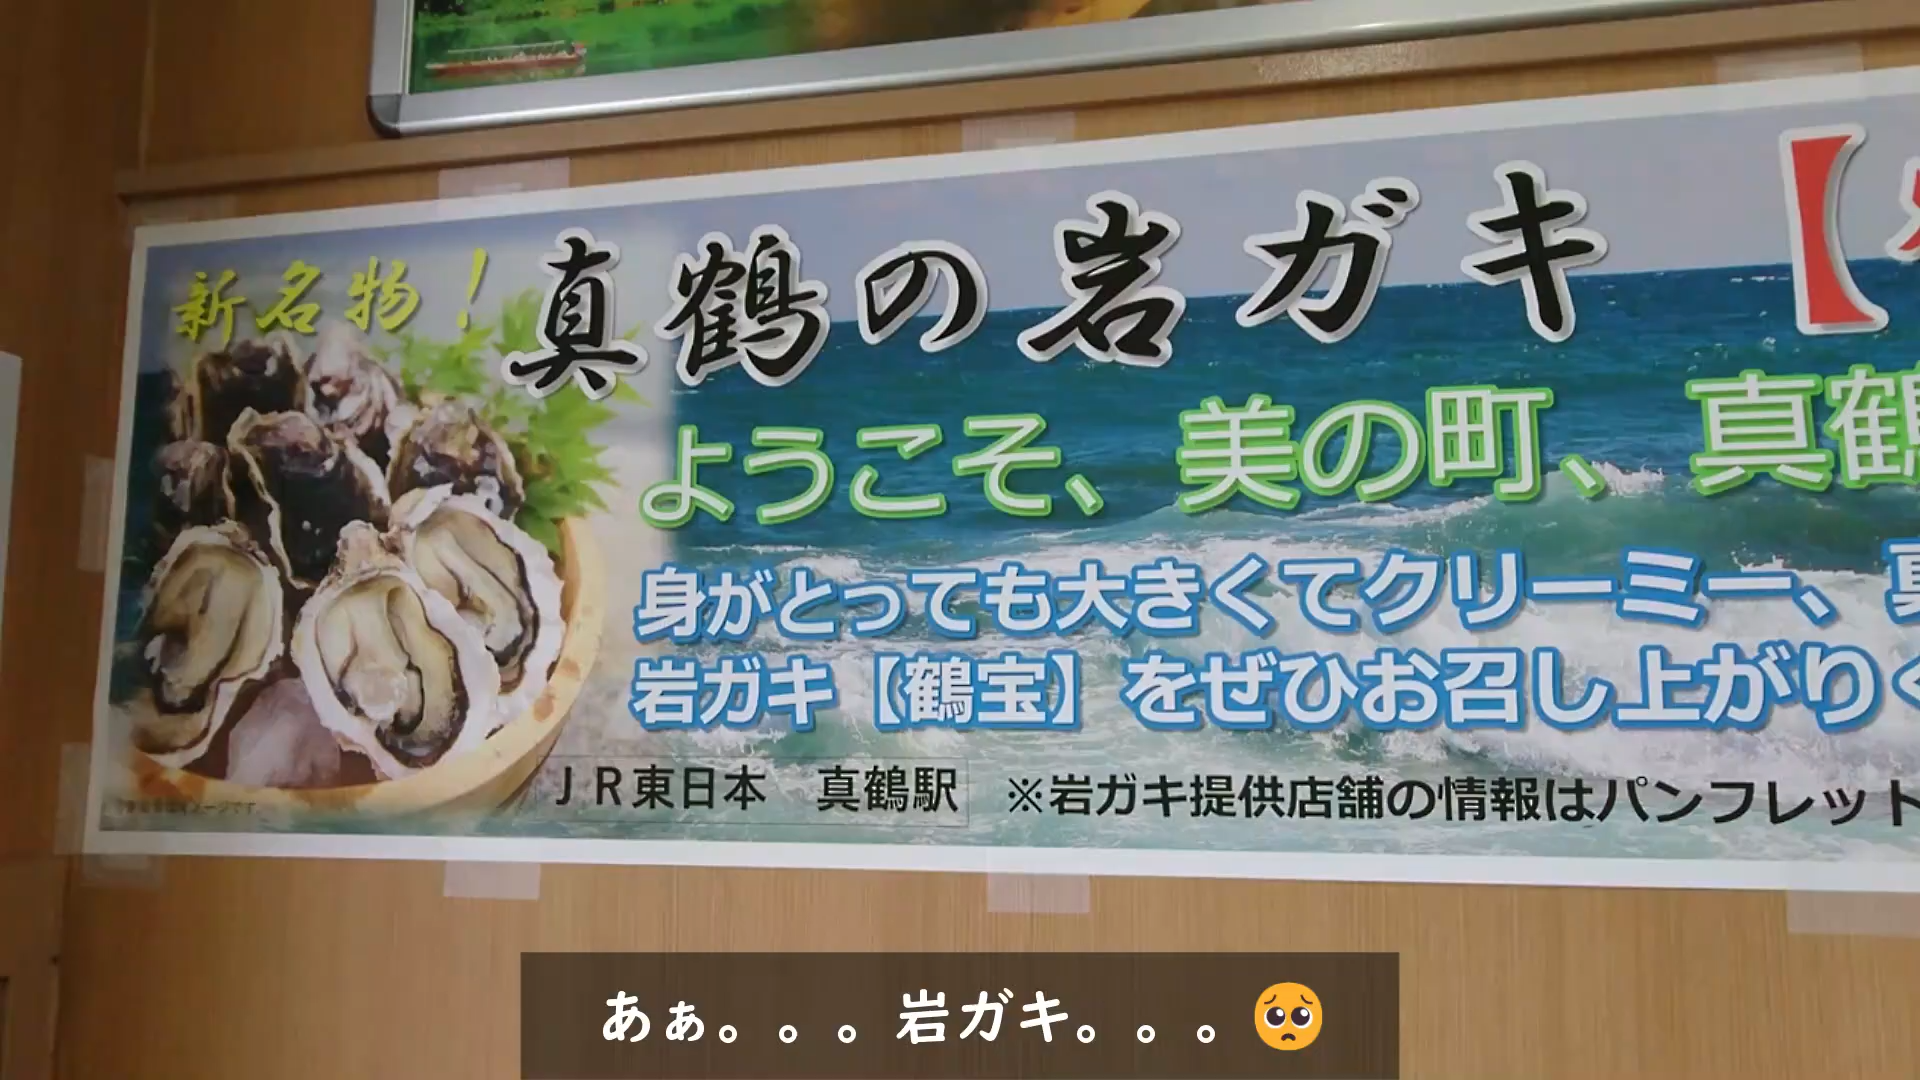 新名物！
真鶴の岩ガキ【
ようこそ、美の町、真鶴
身がとっても大きくてクリーミー、真
岩ガキ【鶴宝】をぜひお召し上がりく
ＪＲ東日本　真鶴駅　※岩ガキ提供店舗の情報はパンフレット
あぁ。。。岩ガキ。。。🥺